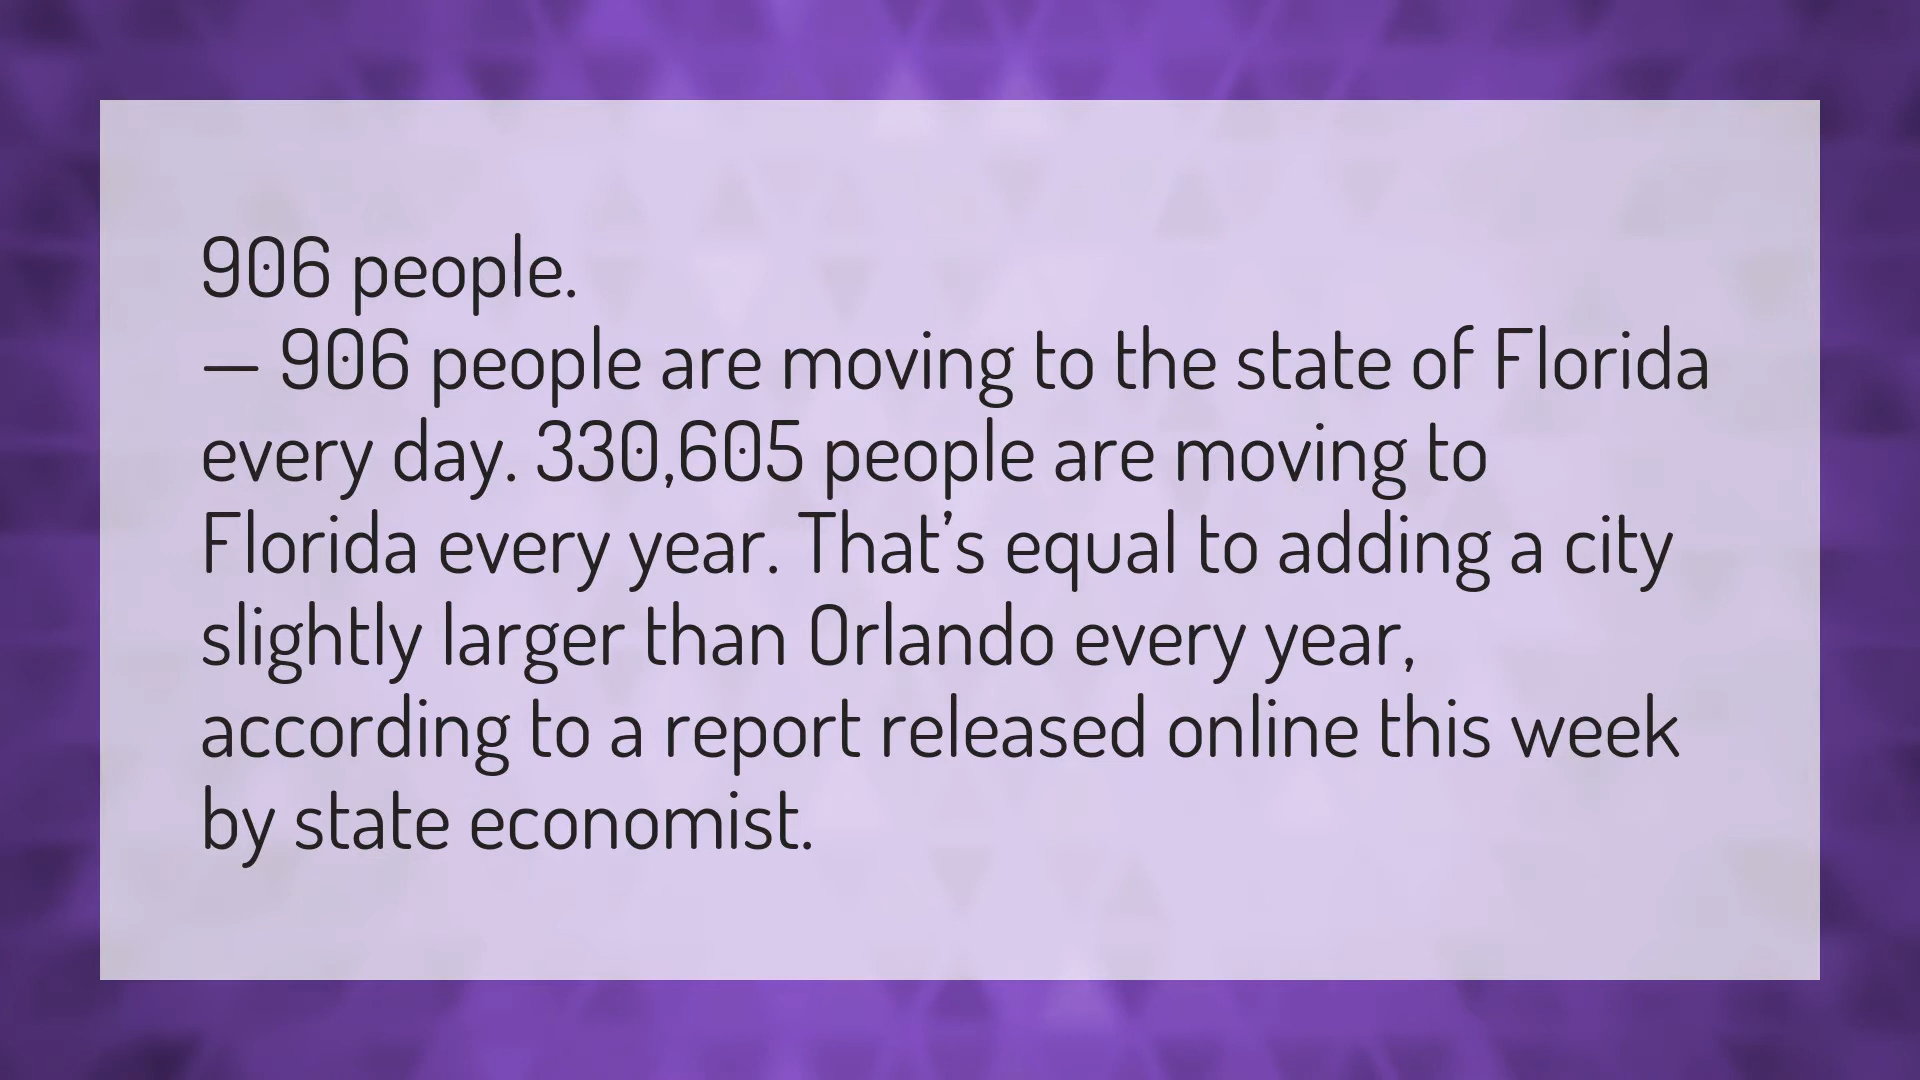 906 people.
— 906 people are moving to the state of Florida
every day. 330,605 people are moving to
Florida every year. That’s equal to adding a city
slightly larger than Orlando every year,
according to a report released online this week
by state economist.